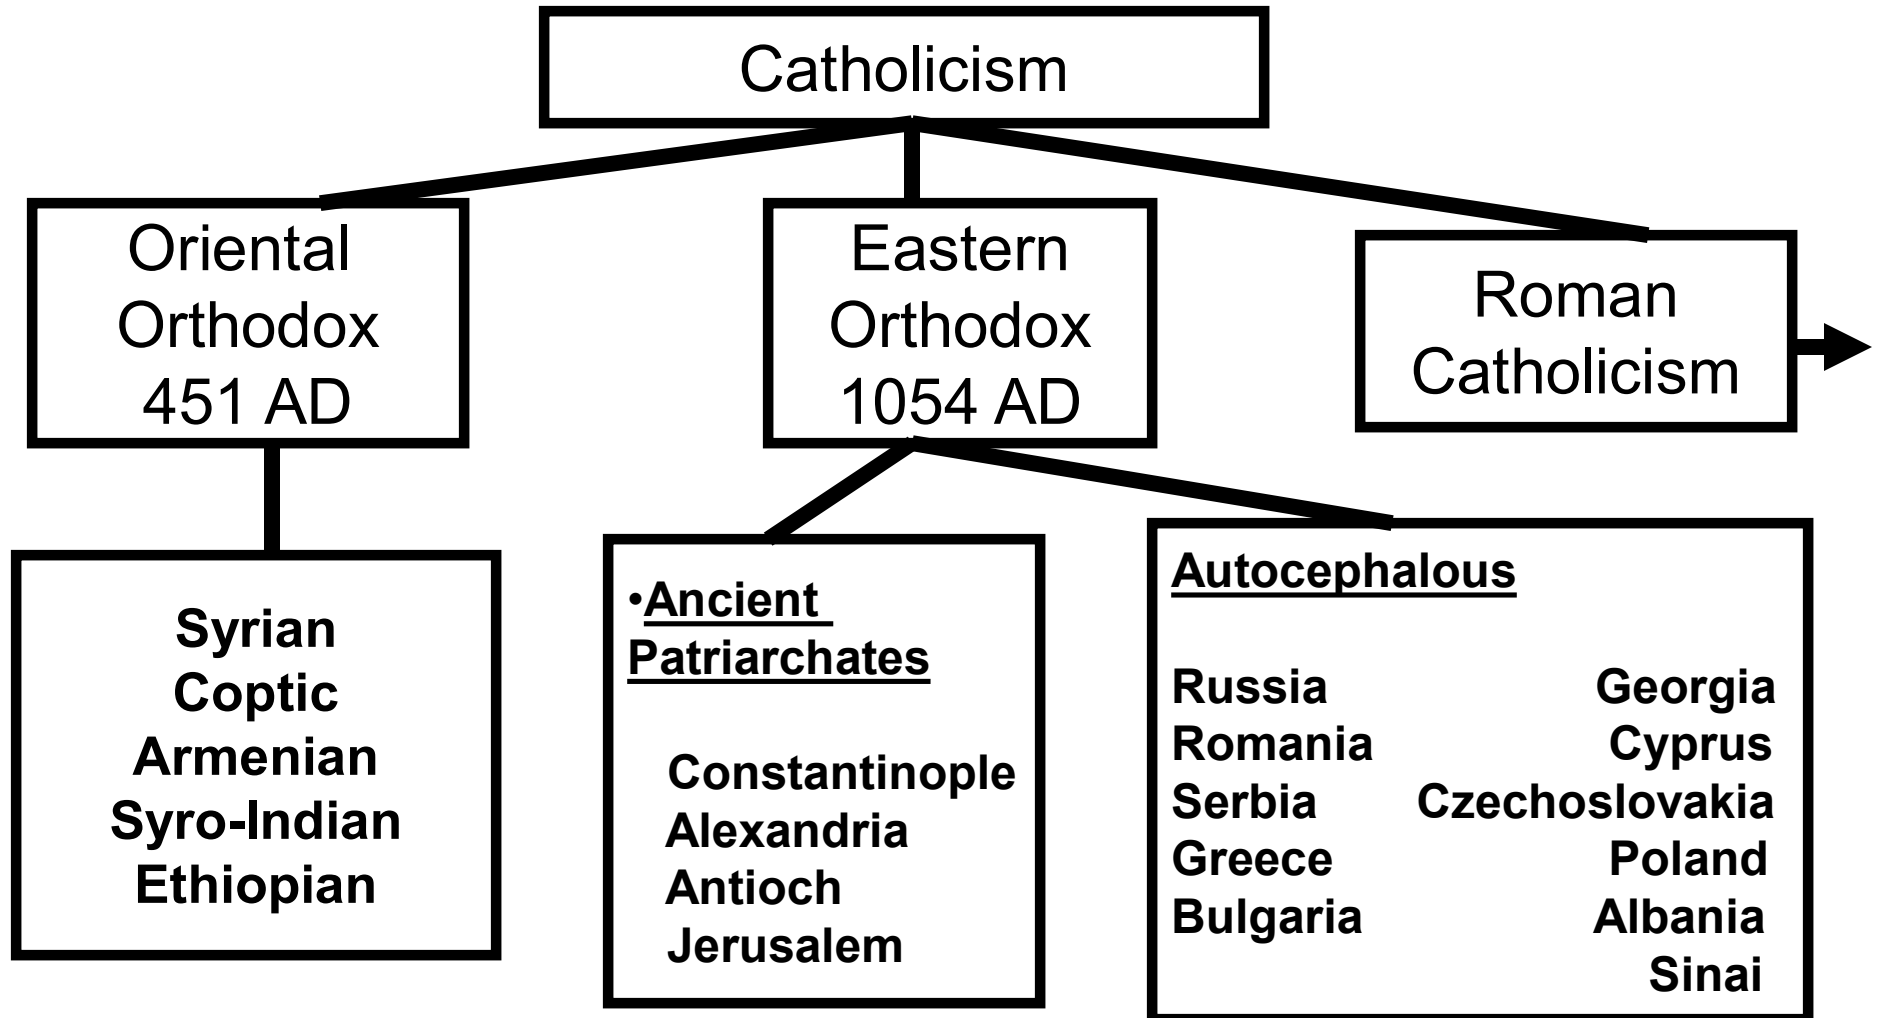 Catholicism
Oriental
Orthodox
451 AD
Eastern
Orthodox
1054 AD
Roman
Catholicism
Syrian
Coptic
Armenian
Syro-Indian
Ethiopian
•Ancient
Patriarchates
Constantinople
Alexandria
Antioch
Jerusalem
Autocephalous
Russia Georgia
Romania Cyprus
Serbia Czechoslovakia
Greece Poland
Bulgaria Albania
Sinai